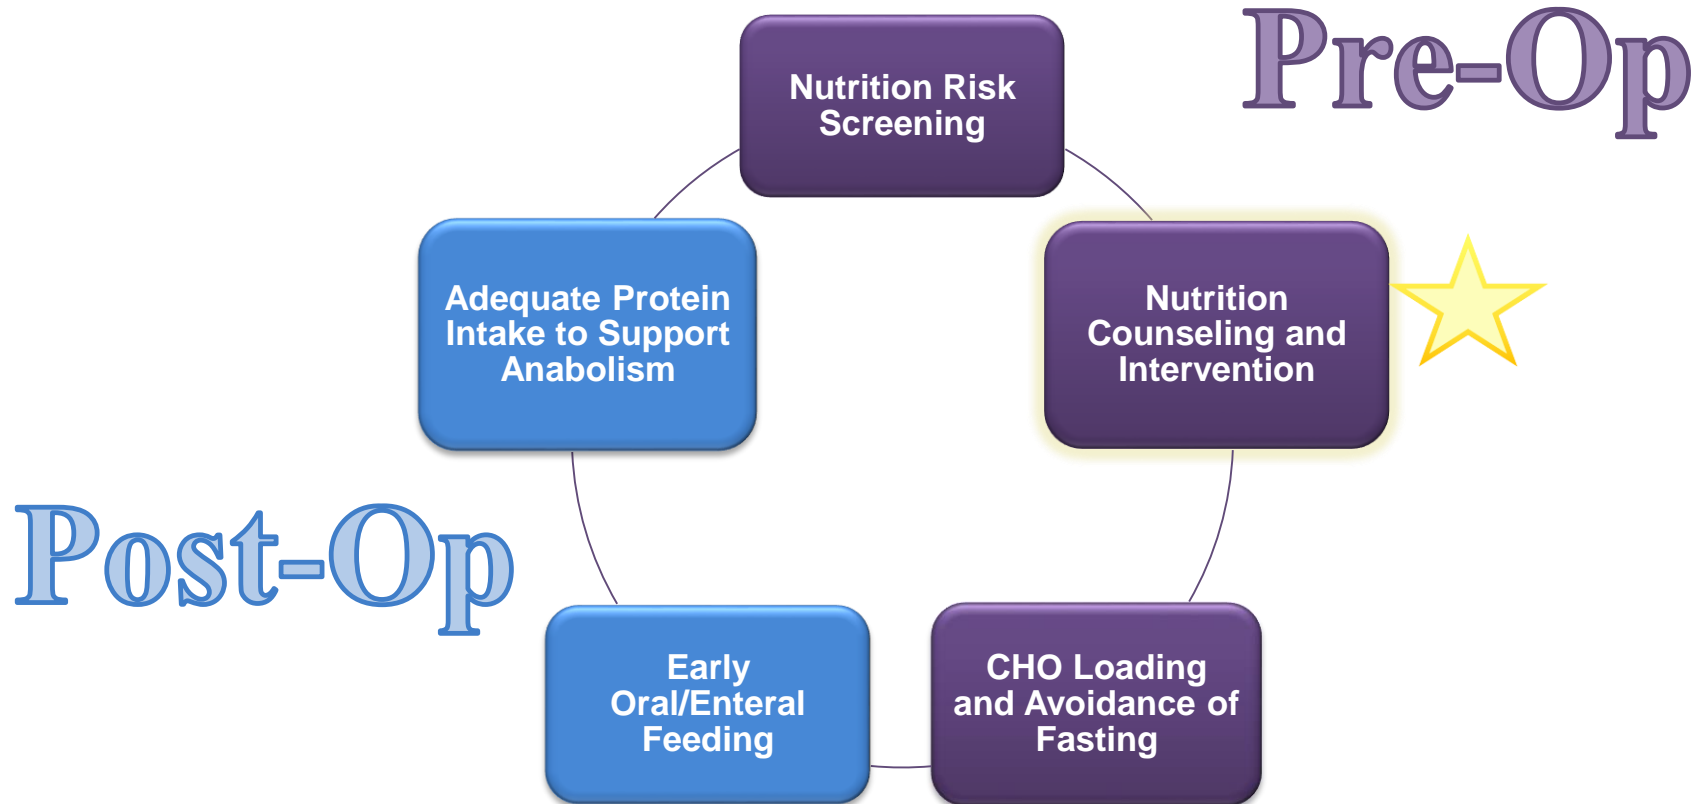 Pre-Op
Nutrition Risk
Screening
Nutrition
Counseling and
Intervention
CHO Loading
and Avoidance of
Fasting
Post-Op
Early
Oral/Enteral
Feeding
Adequate Protein
Intake to Support
Anabolism